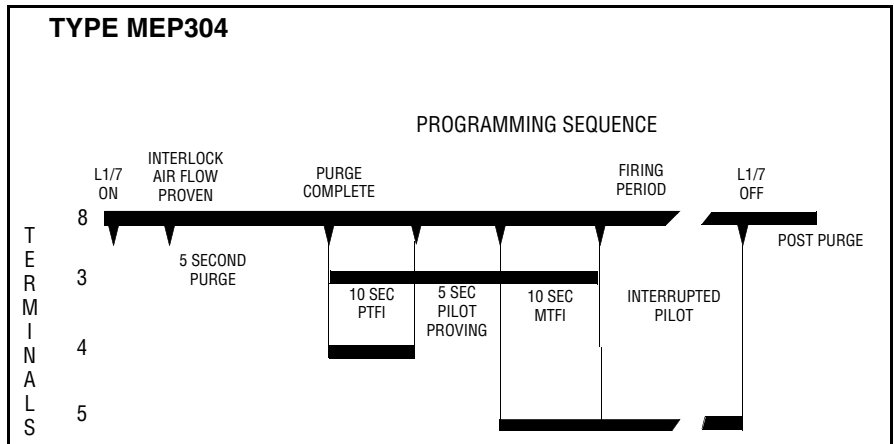 TYPE MEP304
PROGRAMMING SEQUENCE
L1/7
ON
INTERLOCK
AIR FLOW
PROVEN
PURGE
COMPLETE
FIRING
PERIOD
L1/7
OFF
TERMINALS
8
POST PURGE
5 SECOND
PURGE
3
10 SEC
PTFI
5 SEC
PILOT
PROVING
10 SEC
MTFI
INTERRUPTED
PILOT
4
5